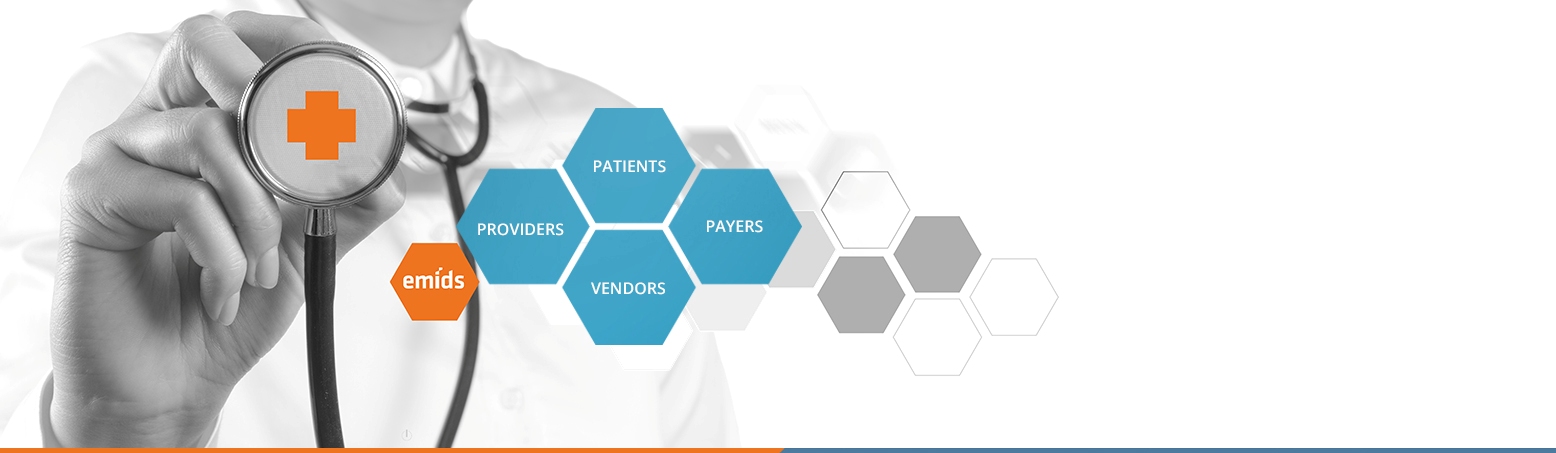 PATIENTS
PROVIDERS
PAYERS
emids
VENDORS